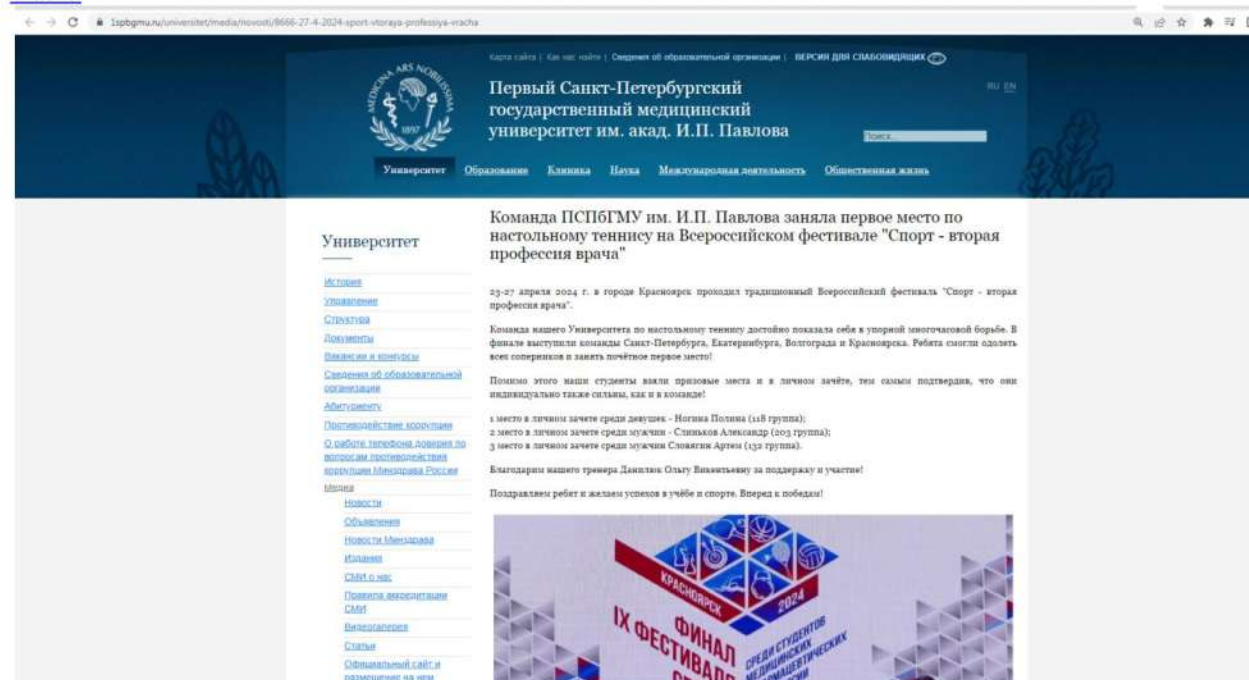 1spbgmu.ru/universitet/media/novosti/8666-27-4-2024-sport-vtoraya-professiya-vracha
Карта сайта | Как нас найти | Сведения об образовательной организации | ВЕРСИЯ ДЛЯ СЛАБОВИДЯЩИХ
MEDICINA ARS NOBILISSIMA
1897
Первый Санкт-Петербургский
государственный медицинский
университет им. акад. И.П. Павлова
RU EN
Поиск...
Университет Образование Клиника Наука Международная деятельность Общественная жизнь
Университет
История
Управление
Структура
Документы
Вакансии и конкурсы
Сведения об образовательной
организации
Абитуриенту
Противодействие коррупции
О работе телефона доверия по
вопросам противодействия
коррупции Минздрава России
Медиа
Новости
Объявления
Новости Минздрава
Издания
СМИ о нас
Правила аккредитации
СМИ
Видеогалерея
Статьи
Официальный сайт и
размещение на нем
Команда ПСПбГМУ им. И.П. Павлова заняла первое место по
настольному теннису на Всероссийском фестивале "Спорт - вторая
профессия врача"
23-27 апреля 2024 г. в городе Красноярск проходил традиционный Всероссийский фестиваль "Спорт - вторая
профессия врача".
Команда нашего Университета по настольному теннису достойно показала себя в упорной многочасовой борьбе. В
финале выступили команды Санкт-Петербурга, Екатеринбурга, Волгограда и Красноярска. Ребята смогли одолеть
всех соперников и занять почётное первое место!
Помимо этого наши студенты взяли призовые места и в личном зачёте, тем самым подтвердив, что они
индивидуально также сильны, как и в команде!
1 место в личном зачете среди девушек - Ногина Полина (118 группа);
2 место в личном зачете среди мужчин - Слиньков Александр (203 группа);
3 место в личном зачете среди мужчин Словягин Артем (132 группа).
Благодарим нашего тренера Данилюк Ольгу Викентьевну за поддержку и участие!
Поздравляем ребят и желаем успехов в учёбе и спорте. Вперед к победам!
КРАСНОЯРСК
2024
IX ФИНАЛ
ФЕСТИВАЛЯ
СРЕДИ СТУДЕНТОВ
МЕДИЦИНСКИХ